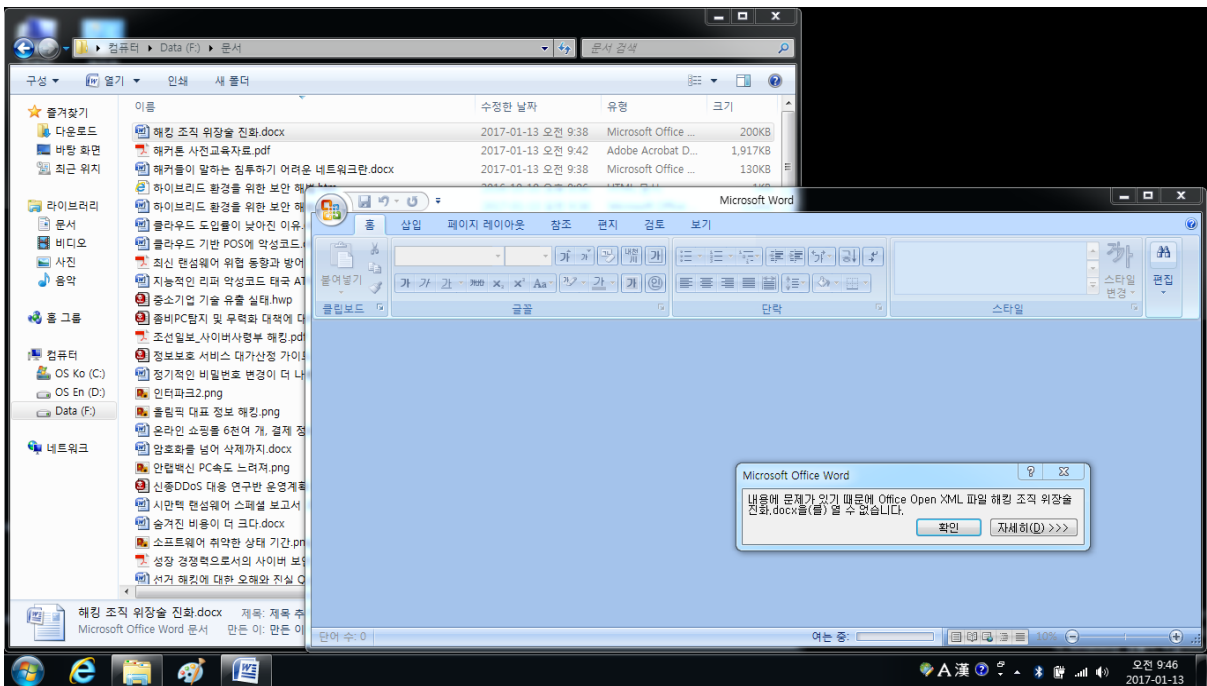 컴퓨터 ▸ Data (F:) ▸ 문서
문서 검색
구성 열기 인쇄 새 폴더
이름 수정한 날짜 유형 크기
즐겨찾기
다운로드
바탕 화면
최근 위치
라이브러리
문서
비디오
사진
음악
홈 그룹
컴퓨터
OS Ko (C:)
OS En (D:)
Data (F:)
네트워크
해킹 조직 위장술 진화.docx 2017-01-13 오전 9:38 Microsoft Office ... 200KB
해커톤 사전교육자료.pdf 2017-01-13 오전 9:42 Adobe Acrobat D... 1,917KB
해커들이 말하는 침투하기 어려운 네트워크란.docx 2017-01-13 오전 9:38 Microsoft Office ... 130KB
하이브리드 환경을 위한 보안
하이브리드 환경을 위한 보안
클라우드 도입률이 낮아진 이유.
클라우드 기반 POS에 악성코드.
최신 랜섬웨어 위협 동향과 방어
지능적인 리퍼 악성코드 태국 AT
중소기업 기술 유출 실태.hwp
좀비PC탐지 및 무력화 대책에 대
조선일보_사이버사령부 해킹.pdf
정보보호 서비스 대가산정 가이
정기적인 비밀번호 변경이 더 나
인터파크2.png
올림픽 대표 정보 해킹.png
온라인 쇼핑몰 6천여 개, 결제 정
암호화를 넘어 삭제까지.docx
안랩백신 PC속도 느려져.png
신종DDoS 대응 연구반 운영계획
시만텍 랜섬웨어 스페셜 보고서
숨겨진 비용이 더 크다.docx
소프트웨어 취약한 상태 기간.pn
성장 경쟁력으로서의 사이버 보안
선거 해킹에 대한 오해와 진실
해킹 조직 위장술 진화.docx 제목: 제목 추
Microsoft Office Word 문서 만든 이: 만든 이
Microsoft Word
홈 삽입 페이지 레이아웃 참조 편지 검토 보기
붙여넣기
스타일 변경
편집
클립보드 글꼴 단락 스타일
Microsoft Office Word
내용에 문제가 있기 때문에 Office Open XML 파일 해킹 조직 위장술
진화.docx을(를) 열 수 없습니다.
확인 자세히(D) >>>
단어 수: 0 여는 중: 10%
A 漢
오전 9:46
2017-01-13